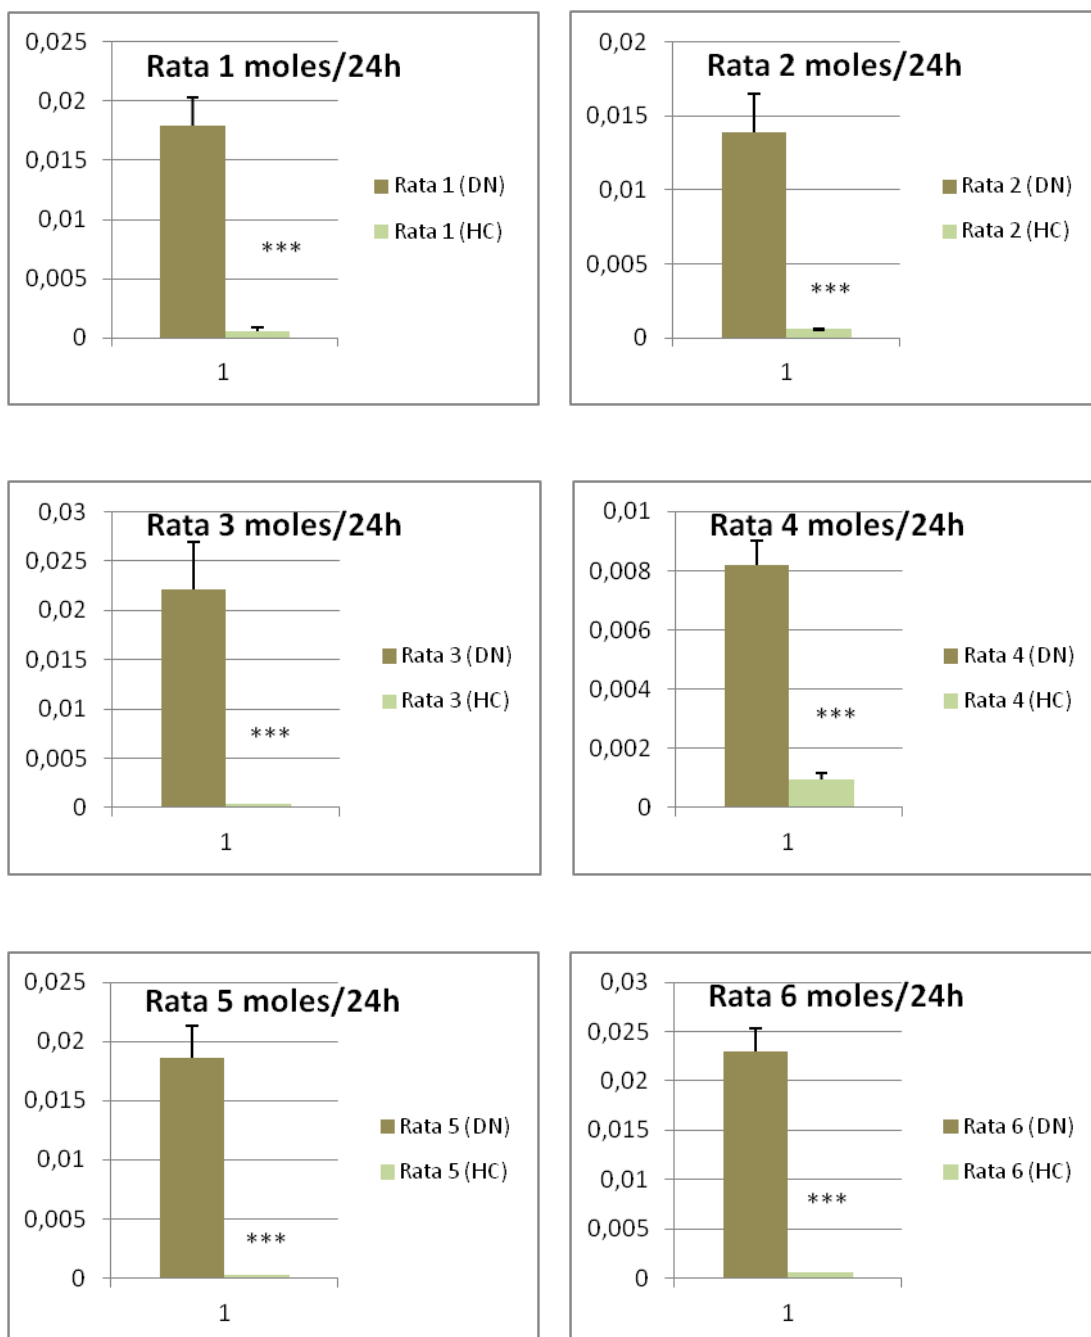 Rata 1 moles/24h
0,025
0,02
0,015
0,01
0,005
0
1
***
Rata 1 (DN)
Rata 1 (HC)
Rata 2 moles/24h
0,02
0,015
0,01
0,005
0
1
***
Rata 2 (DN)
Rata 2 (HC)
Rata 3 moles/24h
0,03
0,025
0,02
0,015
0,01
0,005
0
1
***
Rata 3 (DN)
Rata 3 (HC)
Rata 4 moles/24h
0,01
0,008
0,006
0,004
0,002
0
1
***
Rata 4 (DN)
Rata 4 (HC)
Rata 5 moles/24h
0,025
0,02
0,015
0,01
0,005
0
1
***
Rata 5 (DN)
Rata 5 (HC)
Rata 6 moles/24h
0,03
0,025
0,02
0,015
0,01
0,005
0
1
***
Rata 6 (DN)
Rata 6 (HC)